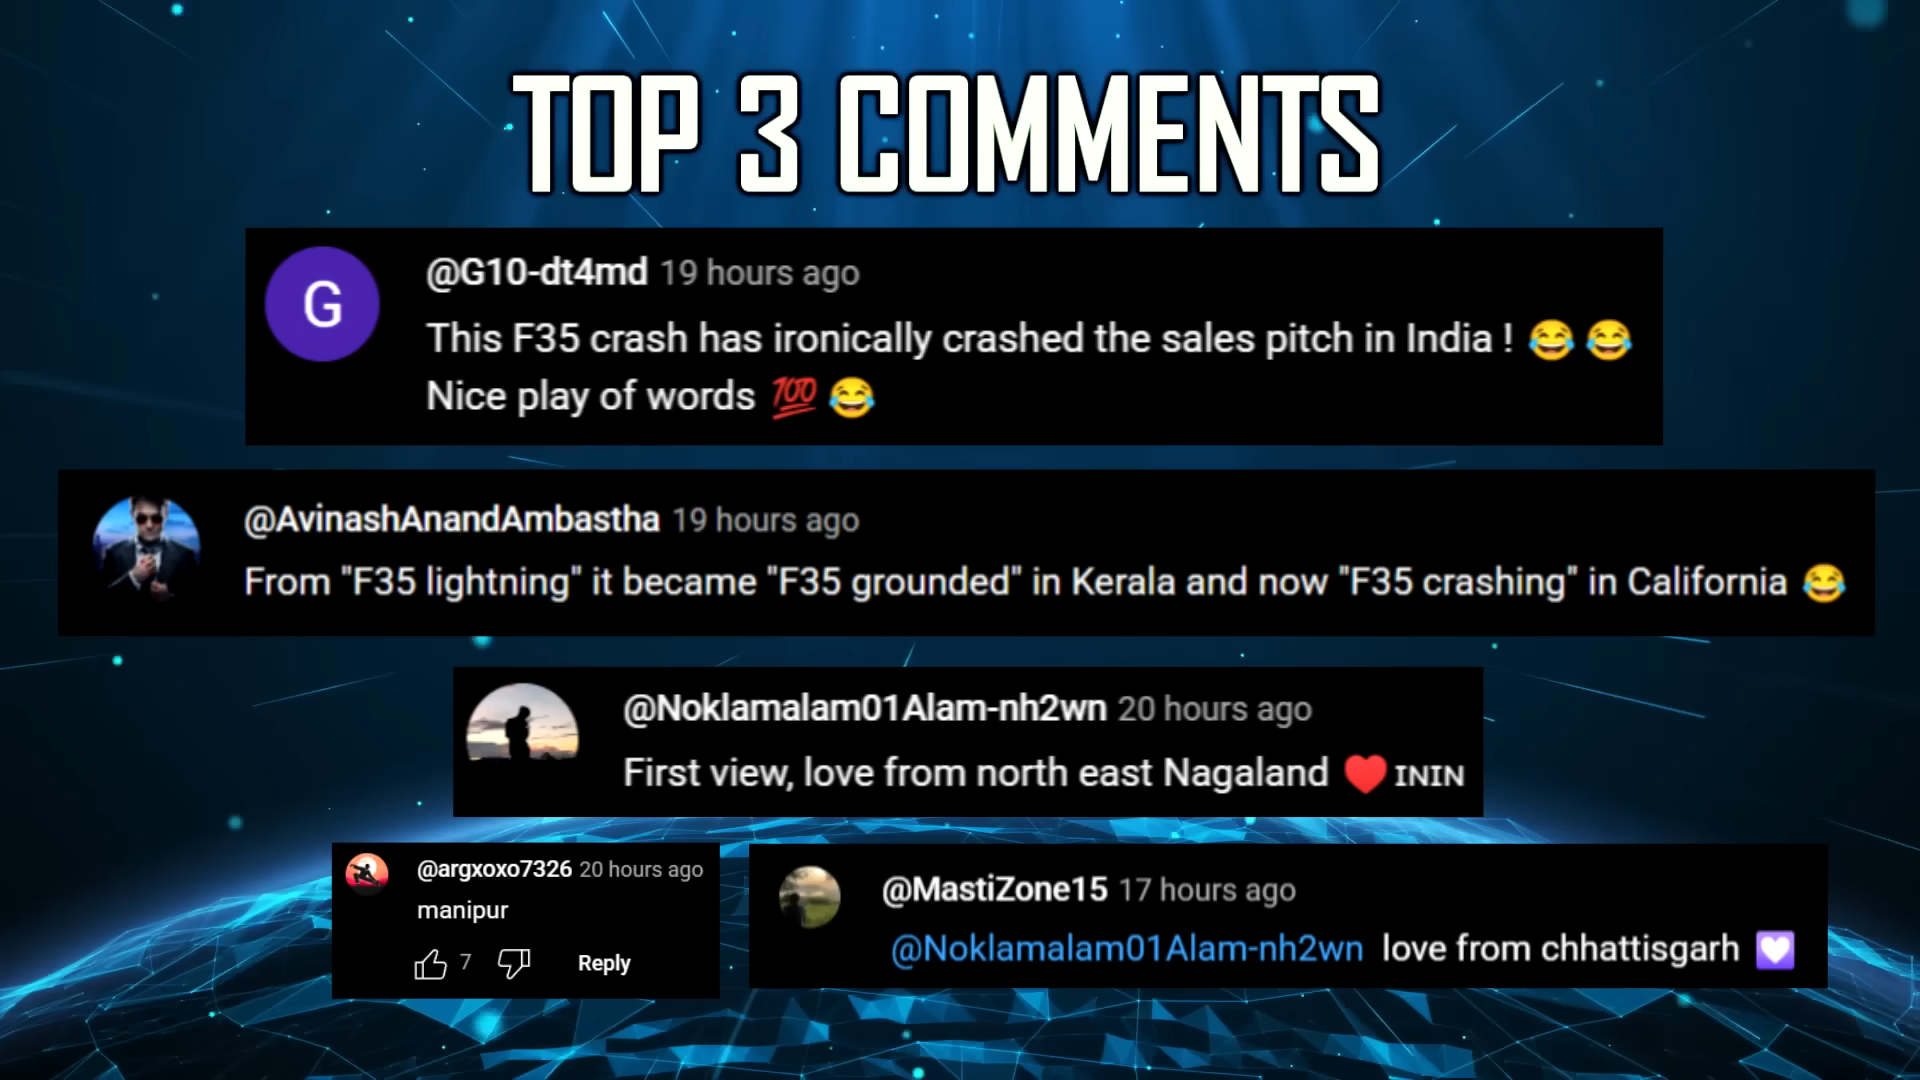 TOP 3 COMMENTS
G
@G10-dt4md 19 hours ago
This F35 crash has ironically crashed the sales pitch in India ! 😂 😂
Nice play of words 💯 😂
@AvinashAnandAmbastha 19 hours ago
From "F35 lightning" it became "F35 grounded" in Kerala and now "F35 crashing" in California 😂
@Noklamalam01Alam-nh2wn 20 hours ago
First view, love from north east Nagaland ♥️ ɪɴɪɴ
@argxoxo7326 20 hours ago
manipur
7 Reply
@MastiZone15 17 hours ago
@Noklamalam01Alam-nh2wn love from chhattisgarh 💟